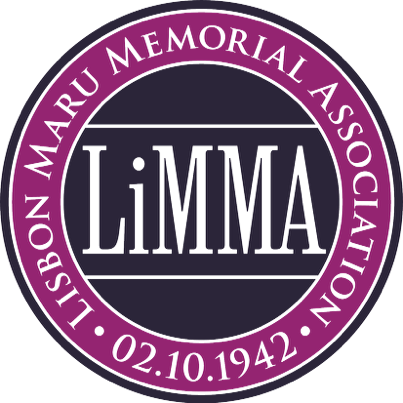 LISBON MARU MEMORIAL ASSOCIATION
LiMMA
• 02.10.1942 •